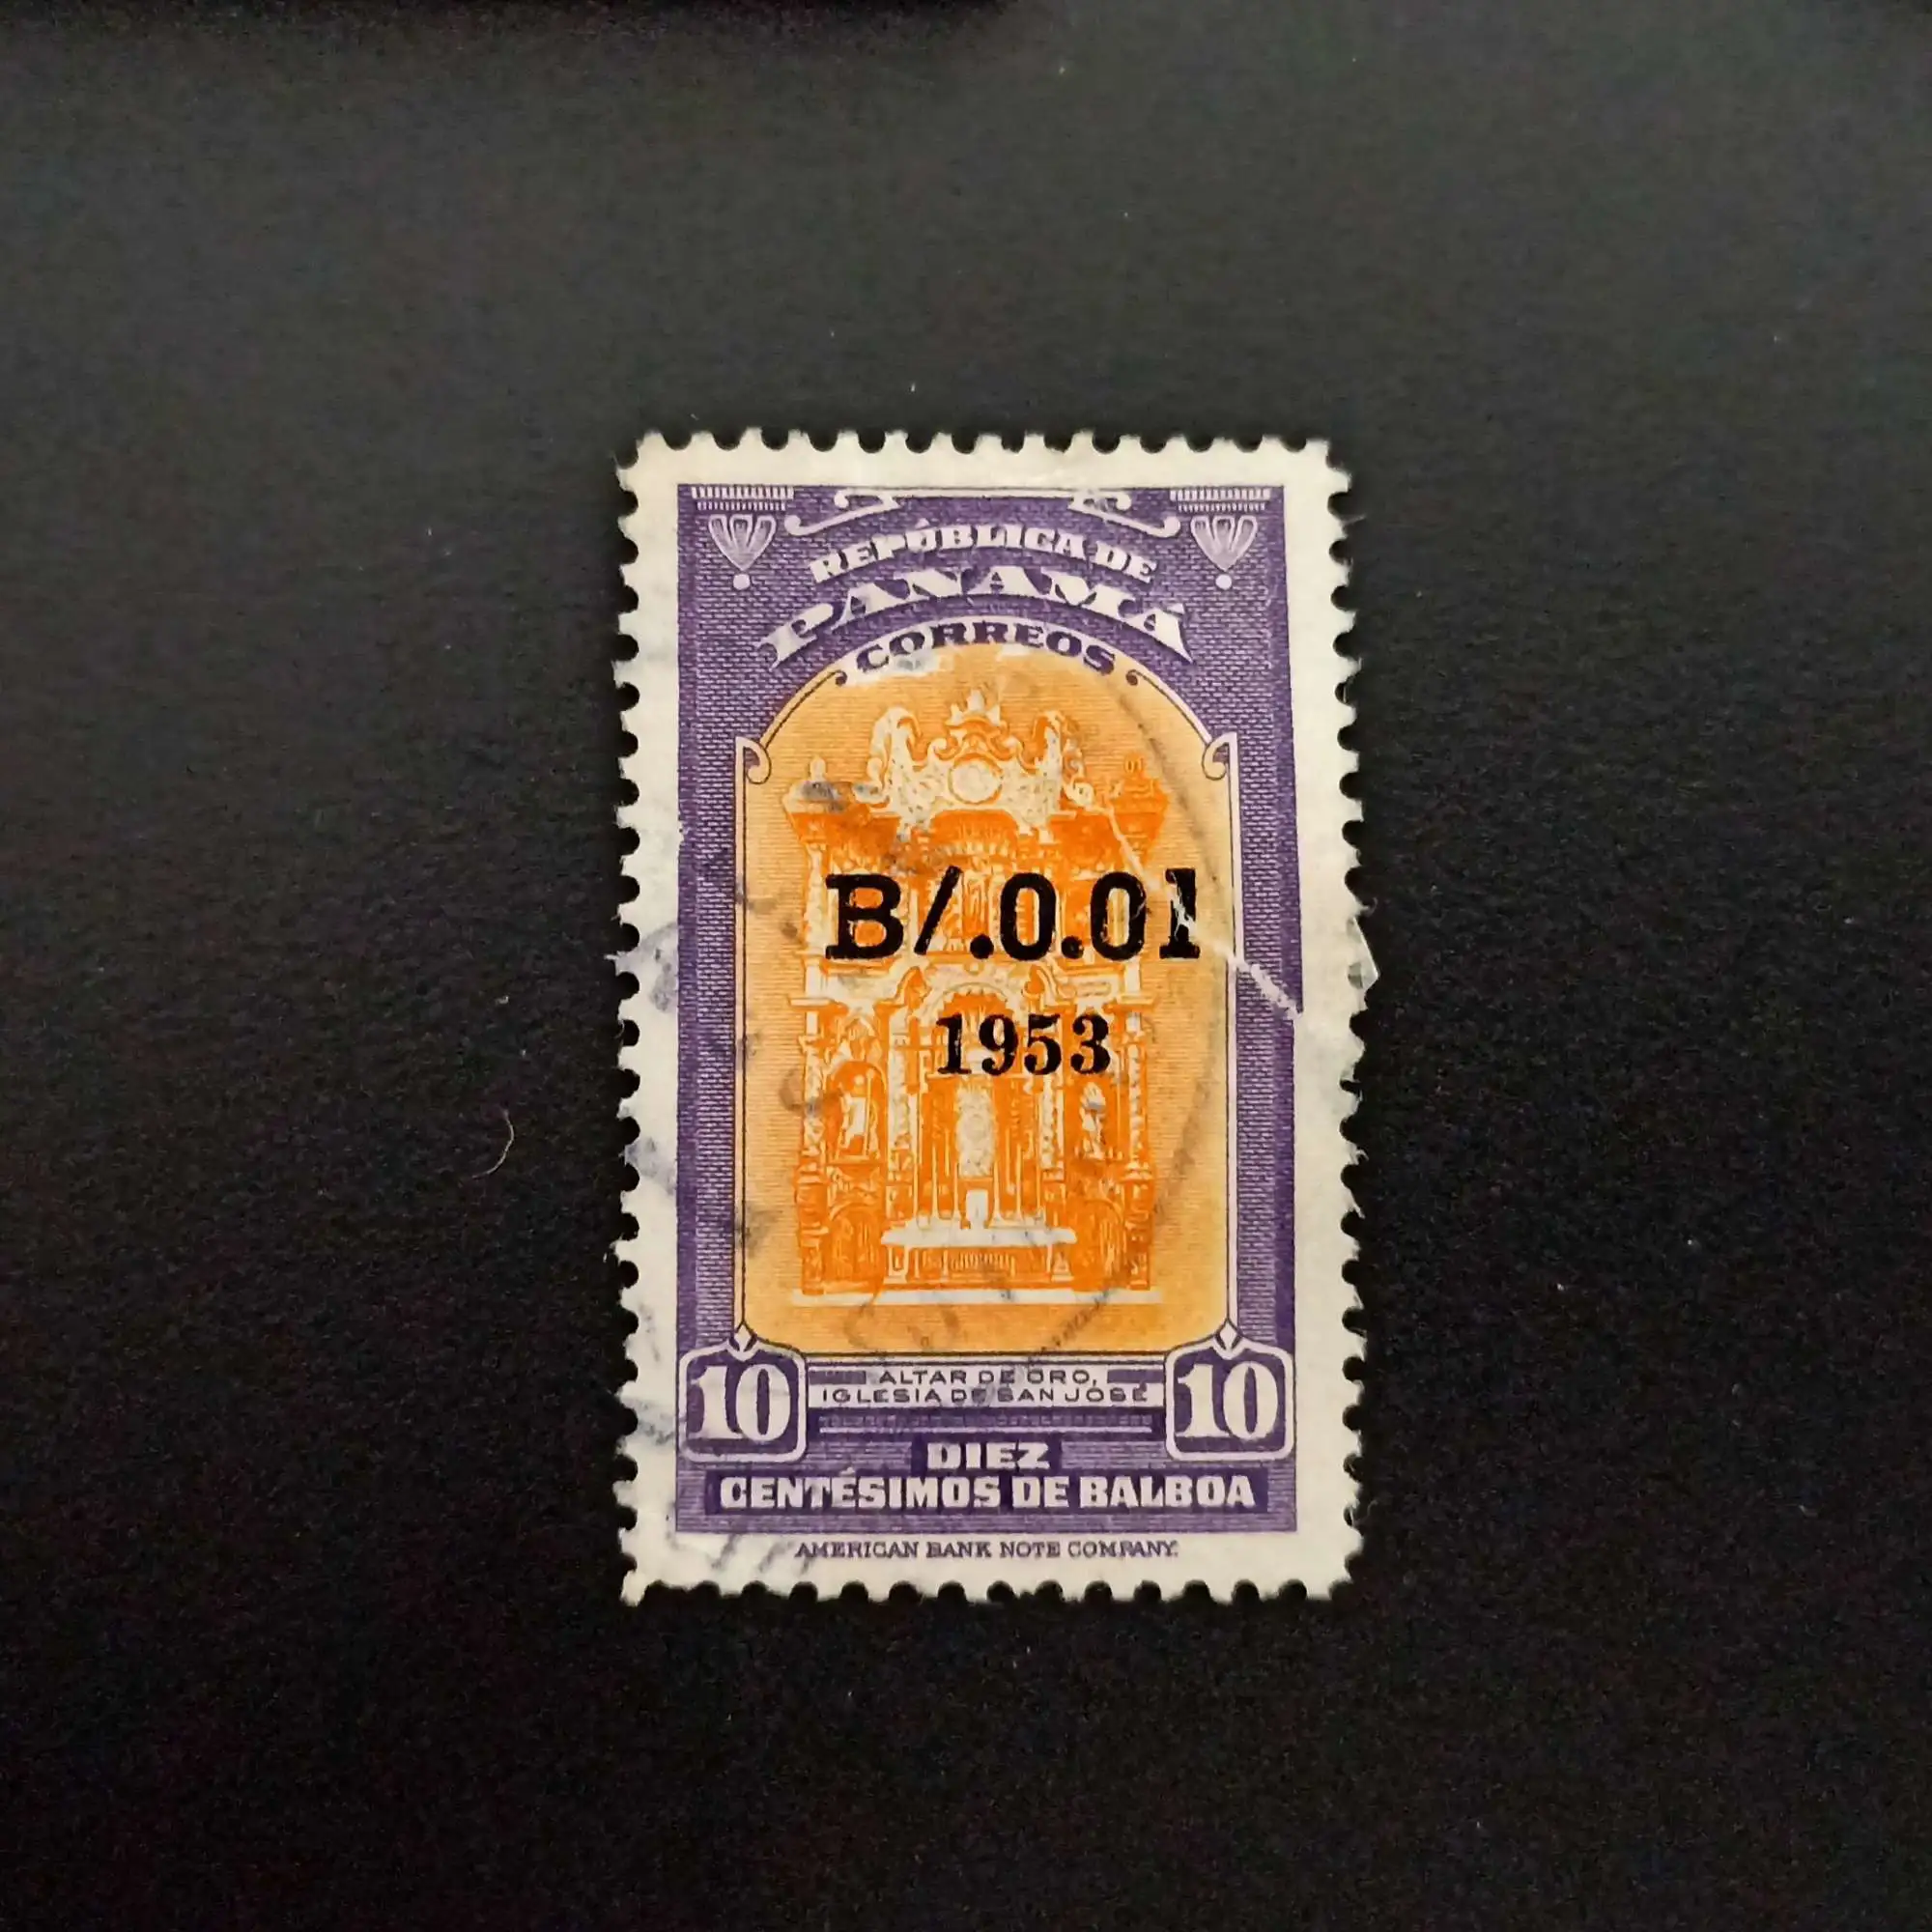 REPÚBLICA DE
PANAMÁ
CORREOS
B/.0.01
1953
10
ALTAR DE ORO,
IGLESIA DE SAN JOSÉ
10
DIEZ
CENTÉSIMOS DE BALBOA
AMERICAN BANK NOTE COMPANY.